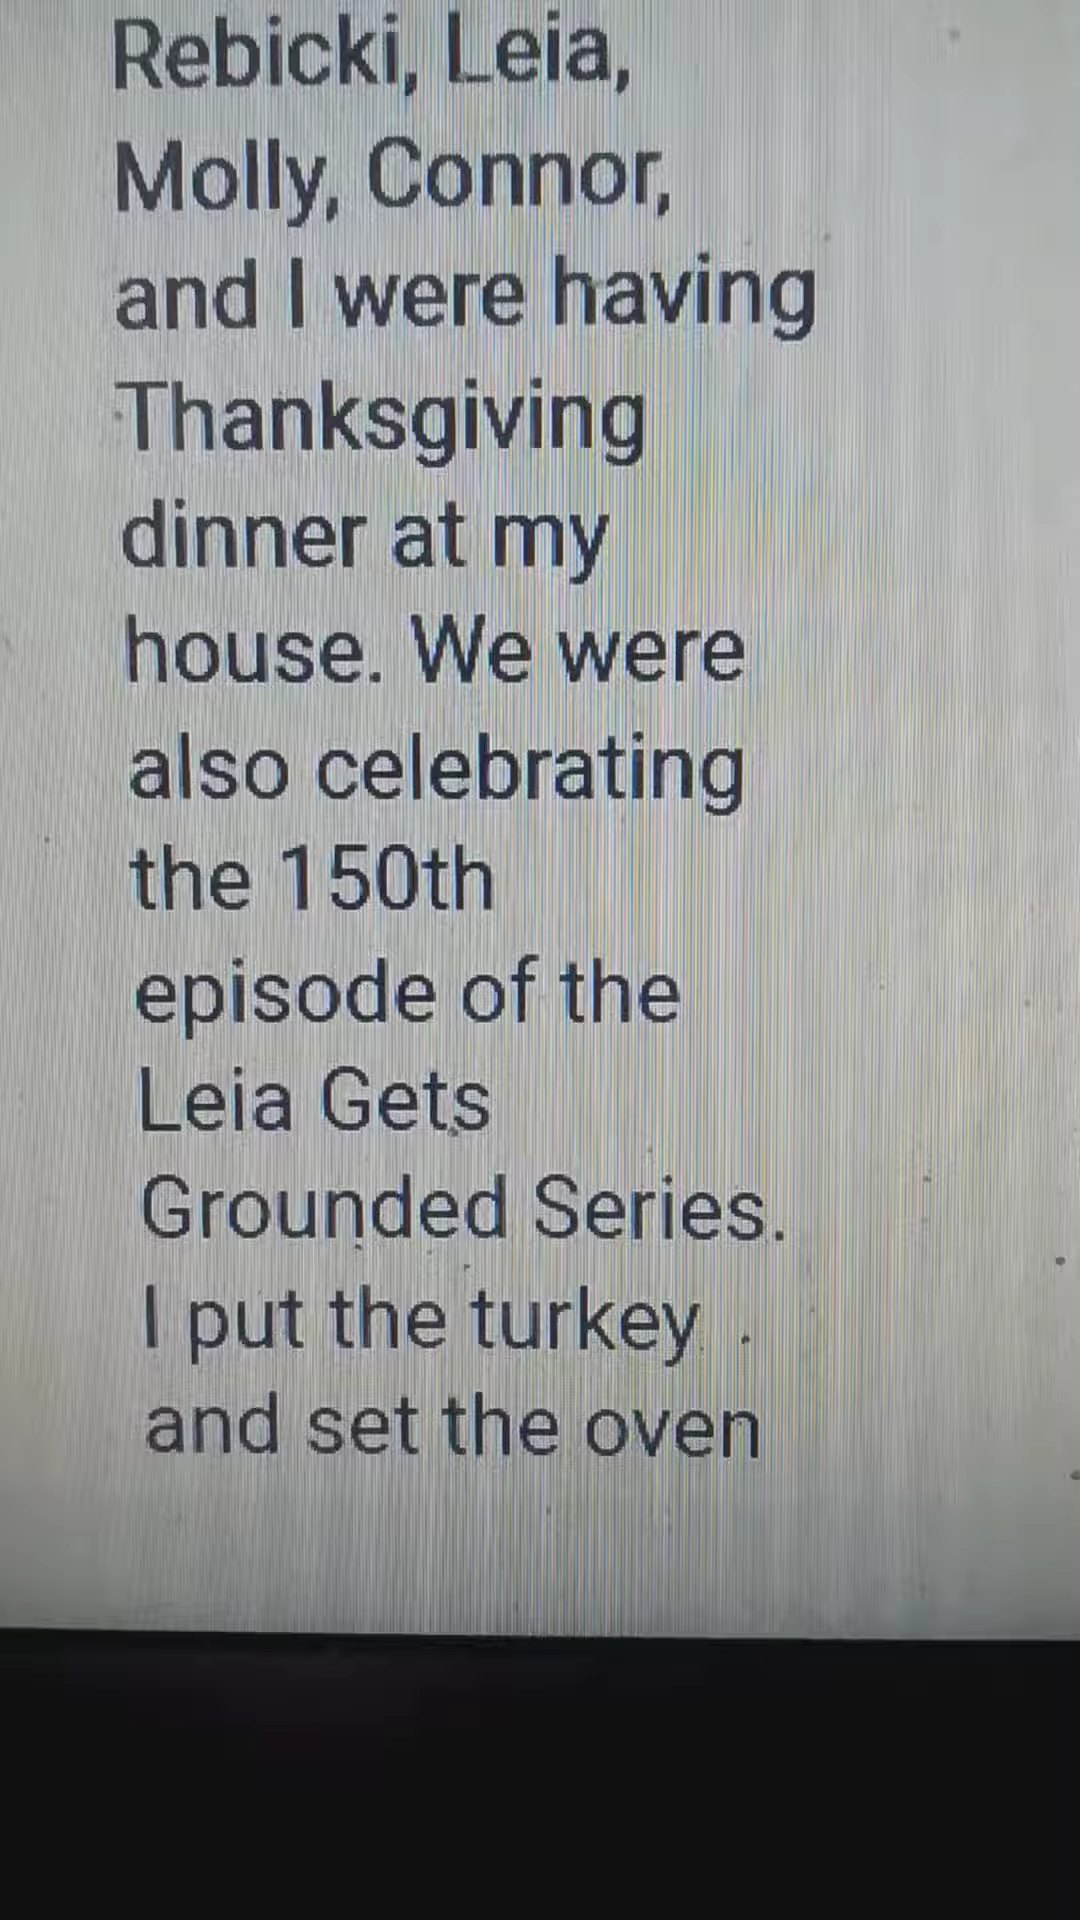 Rebicki, Leia,
Molly, Connor,
and I were having
Thanksgiving
dinner at my
house. We were
also celebrating
the 150th
episode of the
Leia Gets
Grounded Series.
I put the turkey
and set the oven